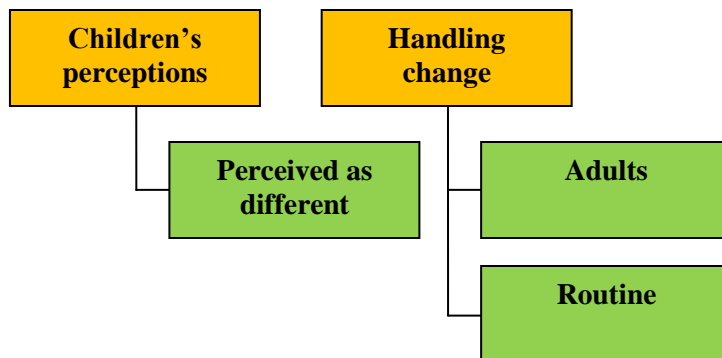 Children’s
perceptions
Handling
change
Perceived as
different
Adults
Routine